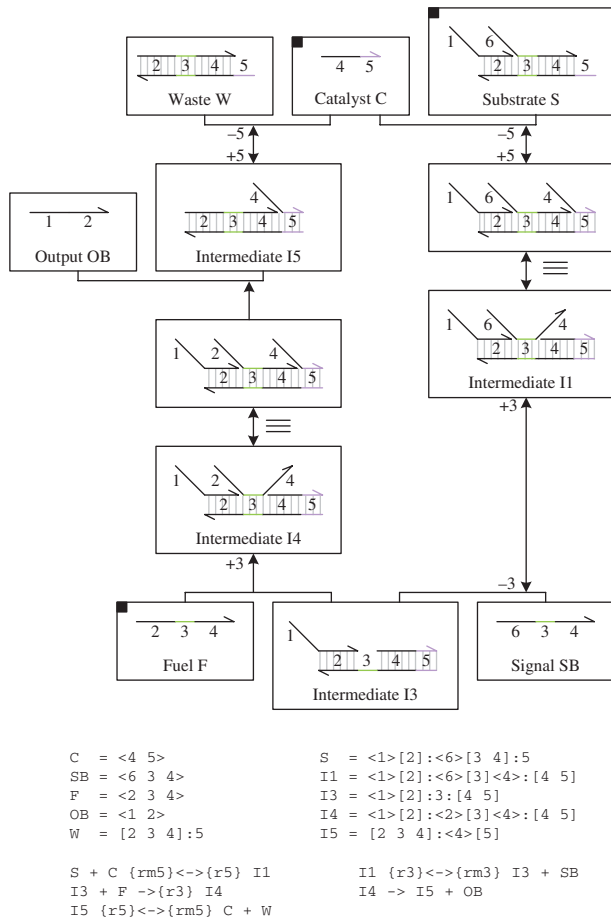 2 3 4 5
Waste W
4 5
Catalyst C
1 6
2 3 4 5
Substrate S
–5
+5
–5
+5
1 2
Output OB
4
2 3 4 5
Intermediate I5
1 6 4
2 3 4 5
1 6 4
2 3 4 5
Intermediate I1
+3
1 2 4
2 3 4 5
1 2 4
2 3 4 5
Intermediate I4
+3
–3
2 3 4
Fuel F
1
2 3 4 5
Intermediate I3
6 3 4
Signal SB
C = <4 5>
SB = <6 3 4>
F = <2 3 4>
OB = <1 2>
W = [2 3 4]:5
S = <1>[2]:<6>[3 4]:5
I1 = <1>[2]:<6>[3]<4>:[4 5]
I3 = <1>[2]:3:[4 5]
I4 = <1>[2]:<2>[3]<4>:[4 5]
I5 = [2 3 4]:<4>[5]
S + C {rm5}<->{r5} I1
I3 + F ->{r3} I4
I5 {r5}<->{rm5} C + W
I1 {r3}<->{rm3} I3 + SB
I4 -> I5 + OB